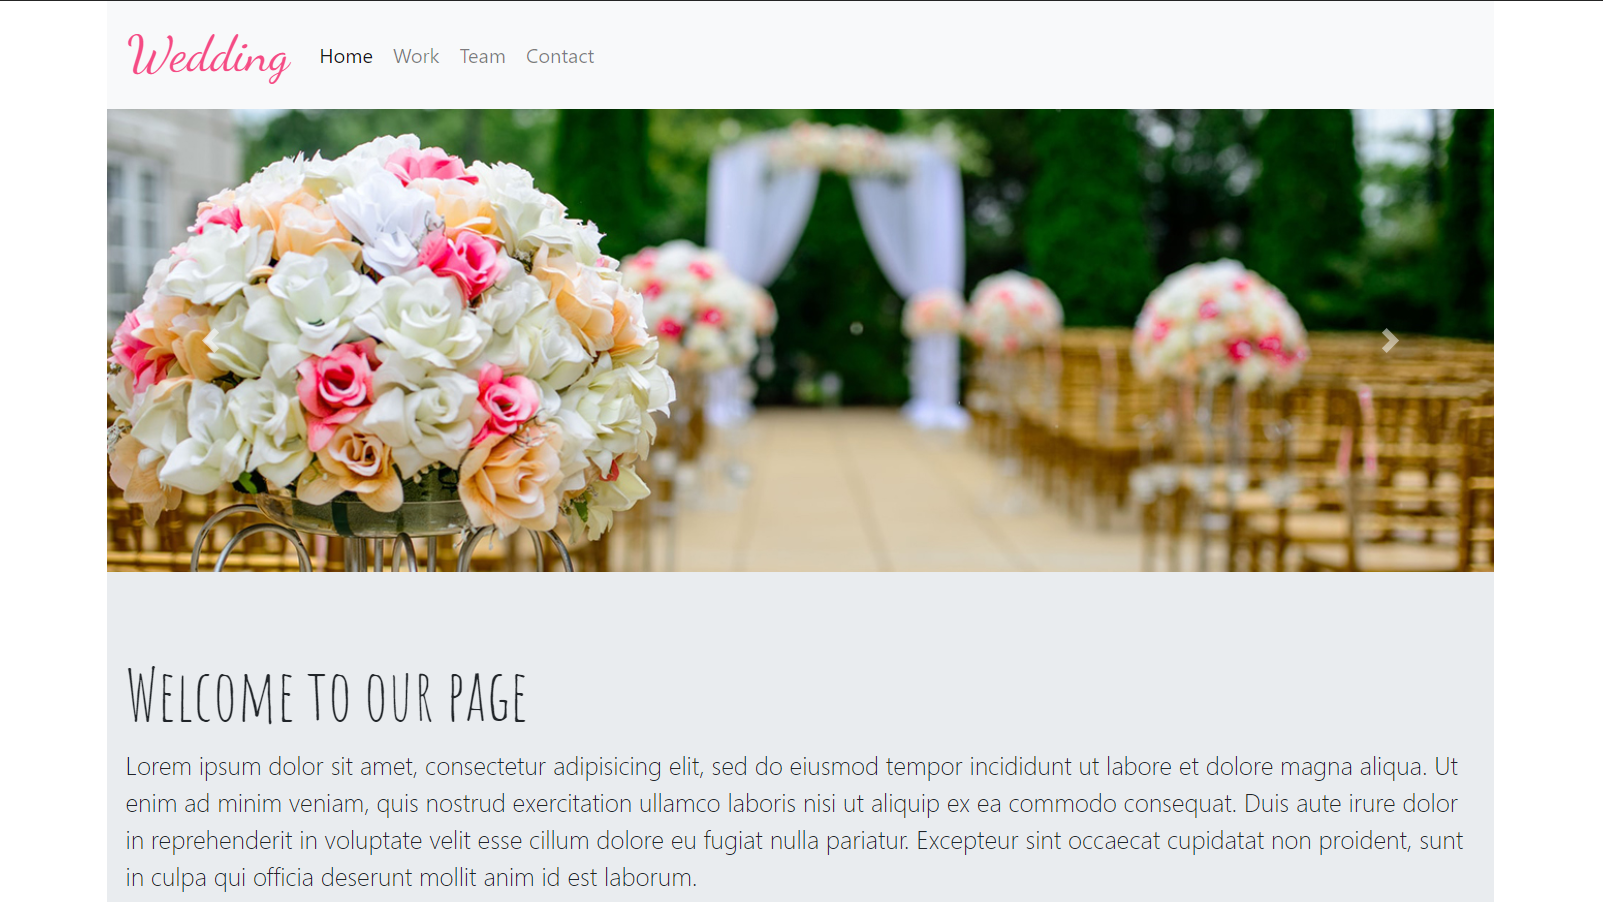 Wedding Home Work Team Contact
Welcome to our page
Lorem ipsum dolor sit amet, consectetur adipisicing elit, sed do eiusmod tempor incididunt ut labore et dolore magna aliqua. Ut
enim ad minim veniam, quis nostrud exercitation ullamco laboris nisi ut aliquip ex ea commodo consequat. Duis aute irure dolor
in reprehenderit in voluptate velit esse cillum dolore eu fugiat nulla pariatur. Excepteur sint occaecat cupidatat non proident, sunt
in culpa qui officia deserunt mollit anim id est laborum.